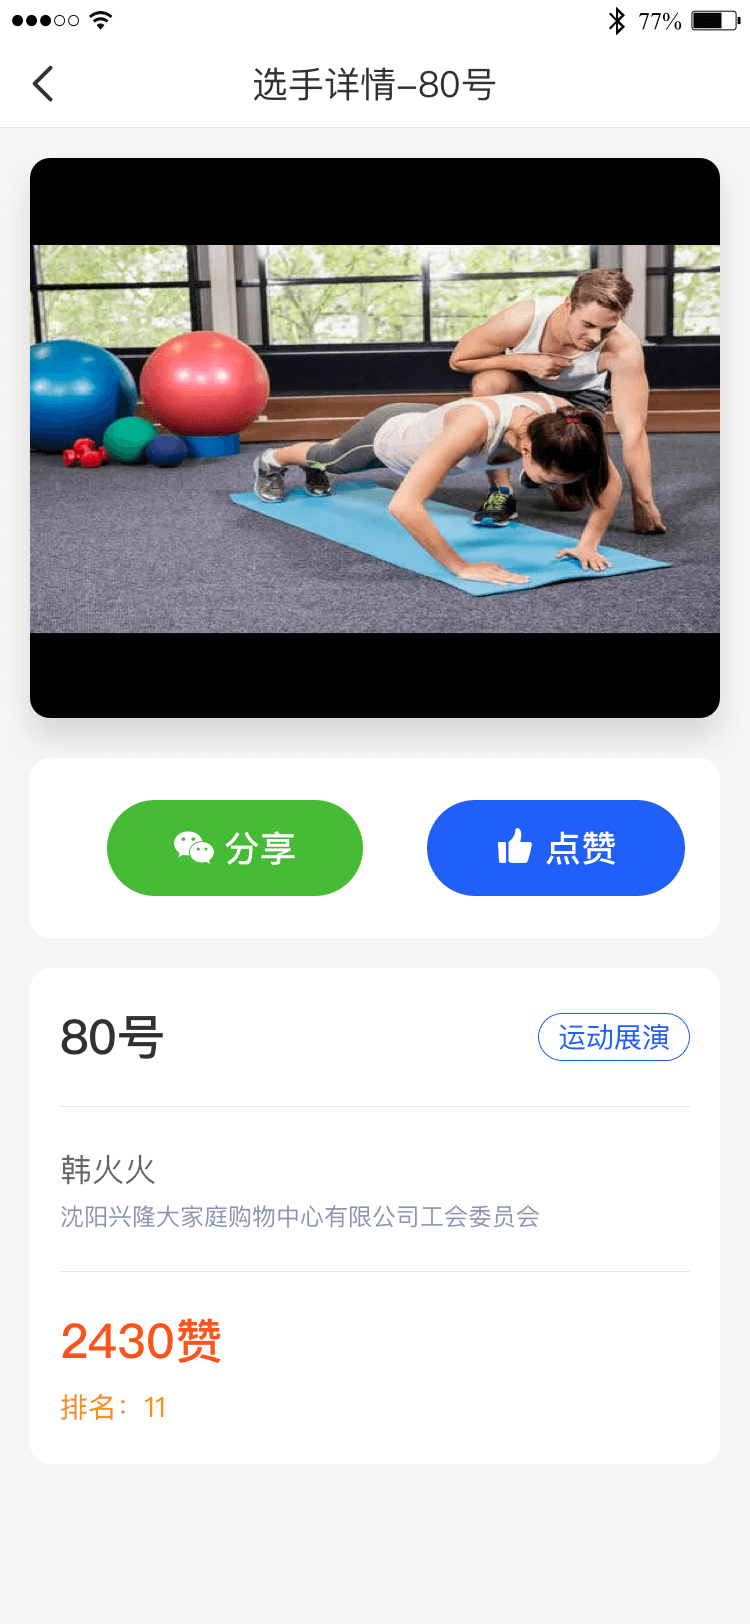 77%
选手详情-80号
分享
点赞
80号
运动展演
韩火火
沈阳兴隆大家庭购物中心有限公司工会委员会
2430赞
排名：11